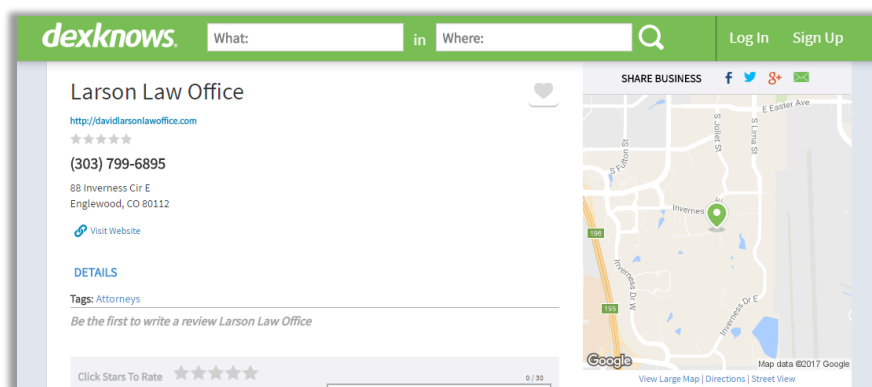 dexknows.
What:
in
Where:
Log In
Sign Up
Larson Law Office
http://davidlarsonlawoffice.com
(303) 799-6895
88 Inverness Cir E
Englewood, CO 80112
Visit Website
DETAILS
Tags: Attorneys
Be the first to write a review Larson Law Office
Click Stars To Rate
0 / 30
SHARE BUSINESS
f
g+
E Easter Ave
S Joliet St
S Lima St
S Fulton St
Invernes
196
Inverness Dr W
195
Inverness Dr E
Google
Map data ©2017 Google
View Large Map | Directions | Street View